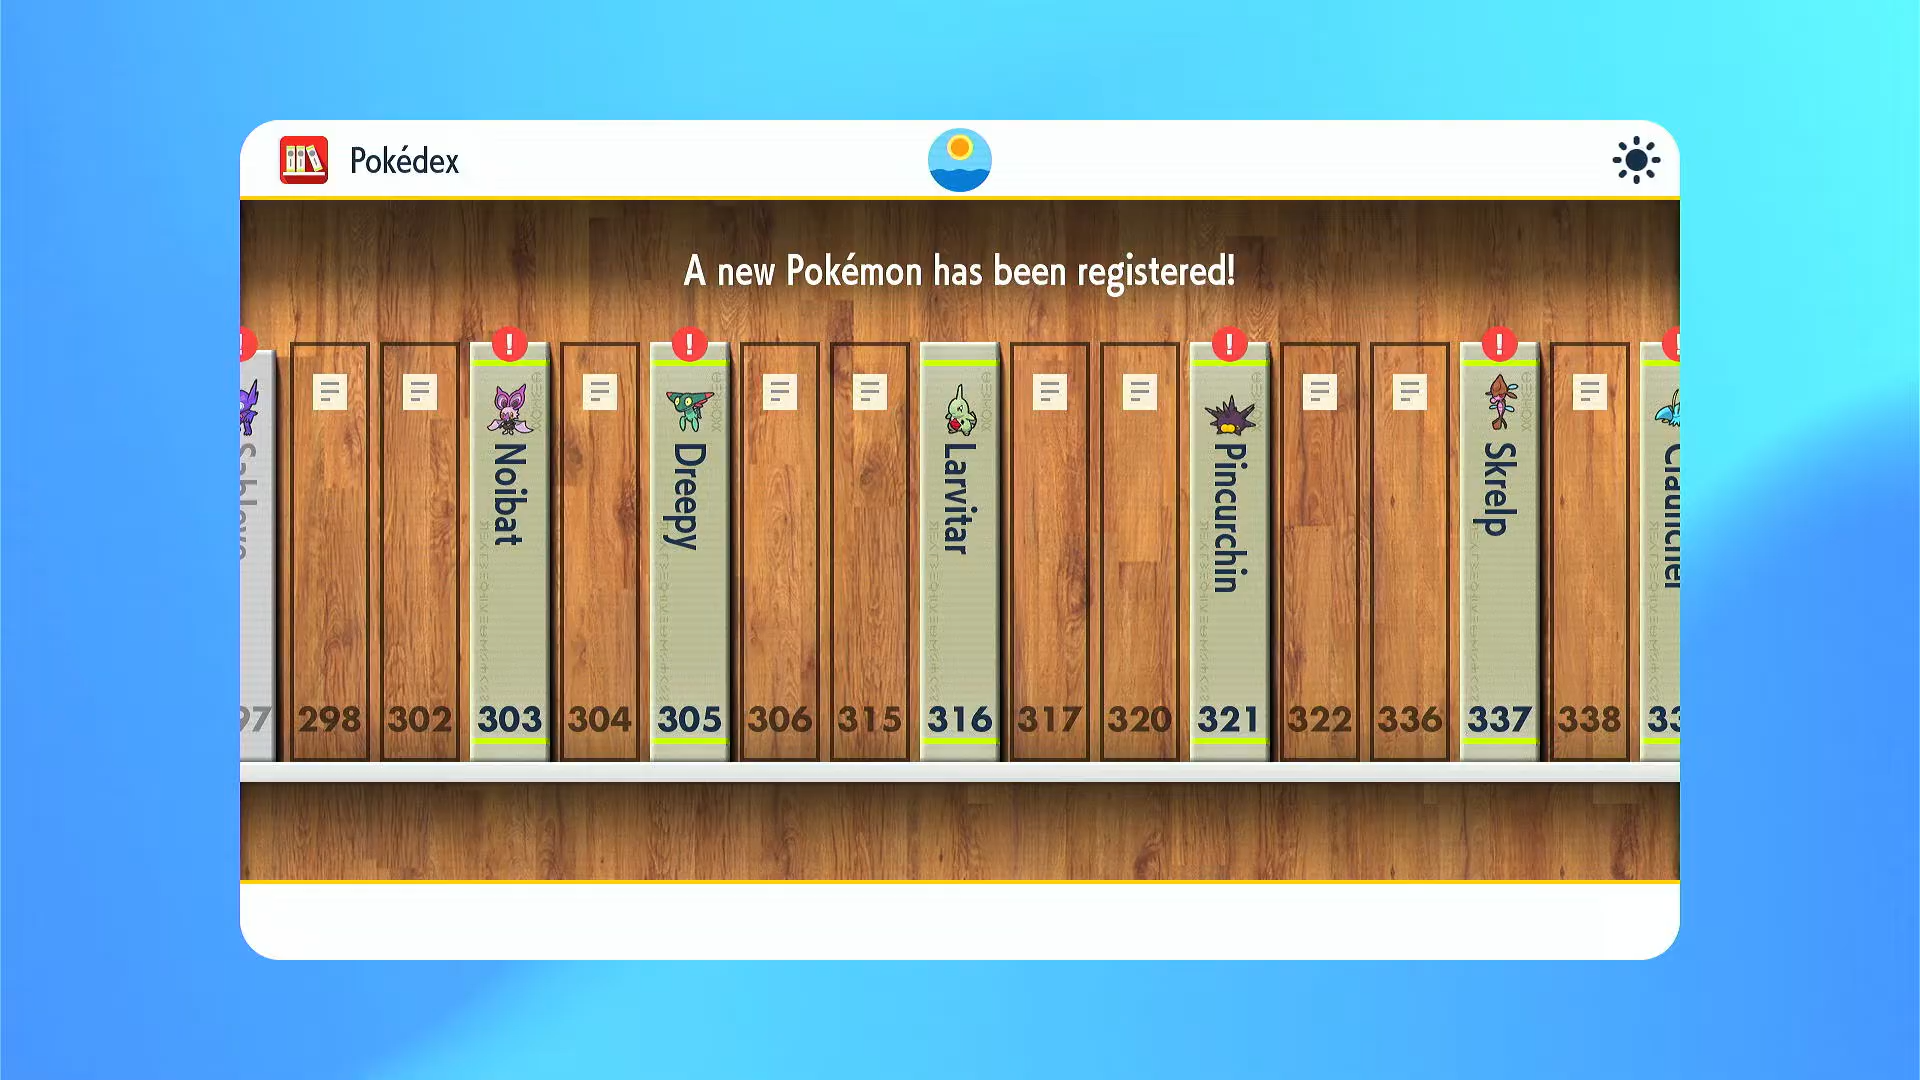 Pokédex
A new Pokémon has been registered!
!
!
!
!
Noibat
Dreepy
Larvitar
Pincurchin
Skrelp
298
302
303
304
305
306
315
316
317
320
321
322
336
337
338